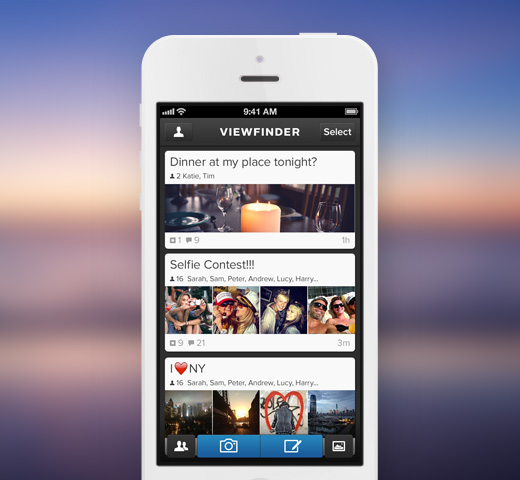 9:41 AM
VIEWFINDER
Select
Dinner at my place tonight?
2 Katie, Tim
1 9
1h
Selfie Contest!!!
16 Sarah, Sam, Peter, Andrew, Lucy, Harry...
9 21
3m
I❤️NY
16 Sarah, Sam, Peter, Andrew, Lucy, Harry...